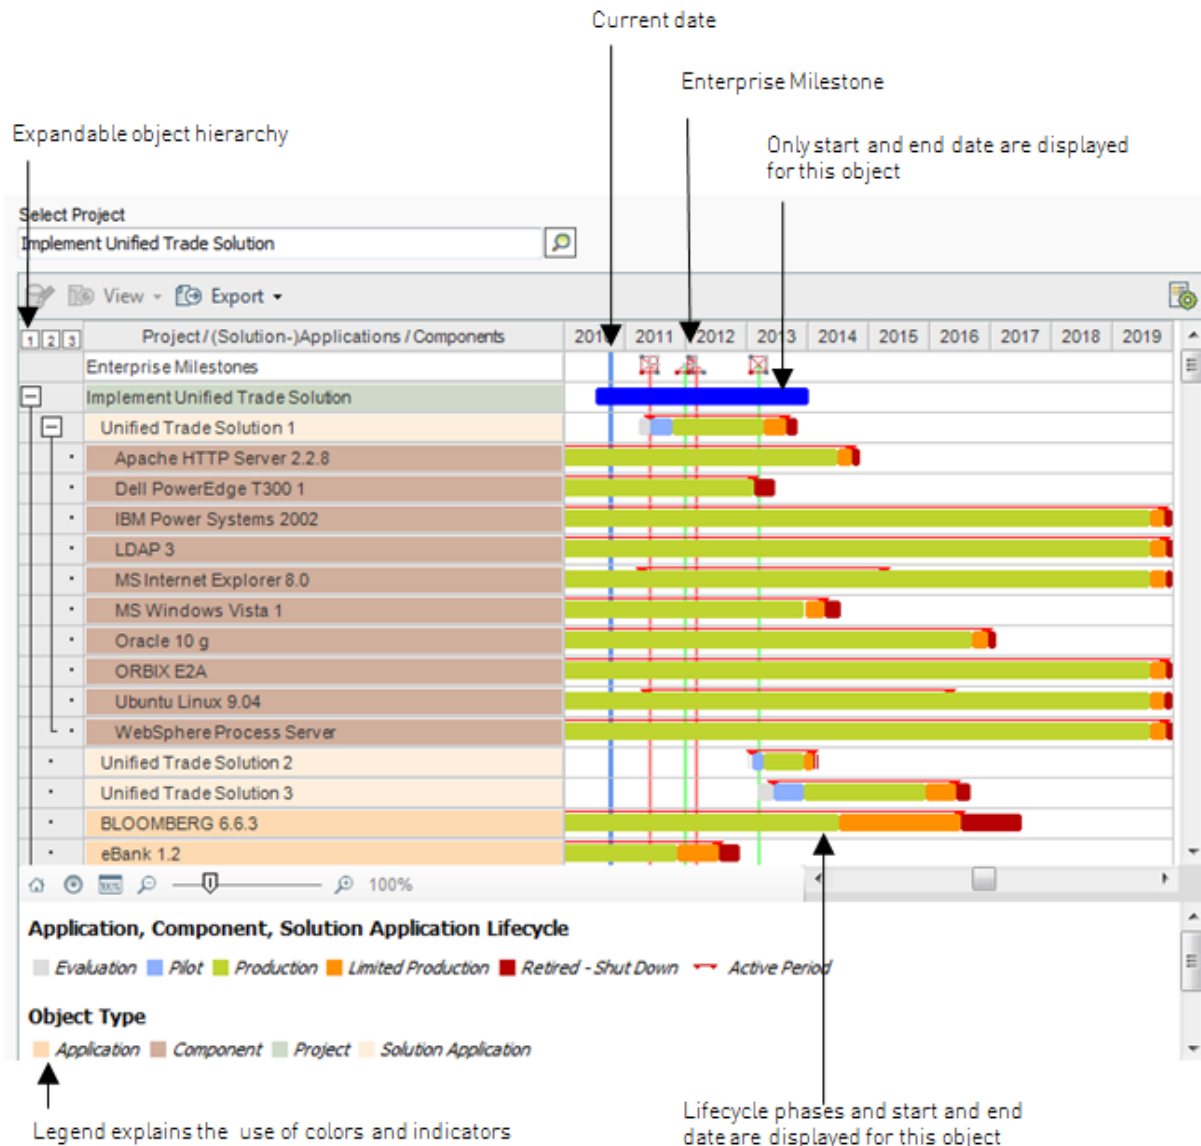 Current date
Enterprise Milestone
Expandable object hierarchy
Only start and end date are displayed
for this object
Select Project
Implement Unified Trade Solution
View
Export
1 2 3
Project / (Solution-)Applications / Components
2010 2011 2012 2013 2014 2015 2016 2017 2018 2019
Enterprise Milestones
Implement Unified Trade Solution
Unified Trade Solution 1
Apache HTTP Server 2.2.8
Dell PowerEdge T300 1
IBM Power Systems 2002
LDAP 3
MS Internet Explorer 8.0
MS Windows Vista 1
Oracle 10 g
ORBIX E2A
Ubuntu Linux 9.04
WebSphere Process Server
Unified Trade Solution 2
Unified Trade Solution 3
BLOOMBERG 6.6.3
eBank 1.2
100%
Application, Component, Solution Application Lifecycle
Evaluation Pilot Production Limited Production Retired - Shut Down Active Period
Object Type
Application Component Project Solution Application
Legend explains the use of colors and indicators
Lifecycle phases and start and end
date are displayed for this object